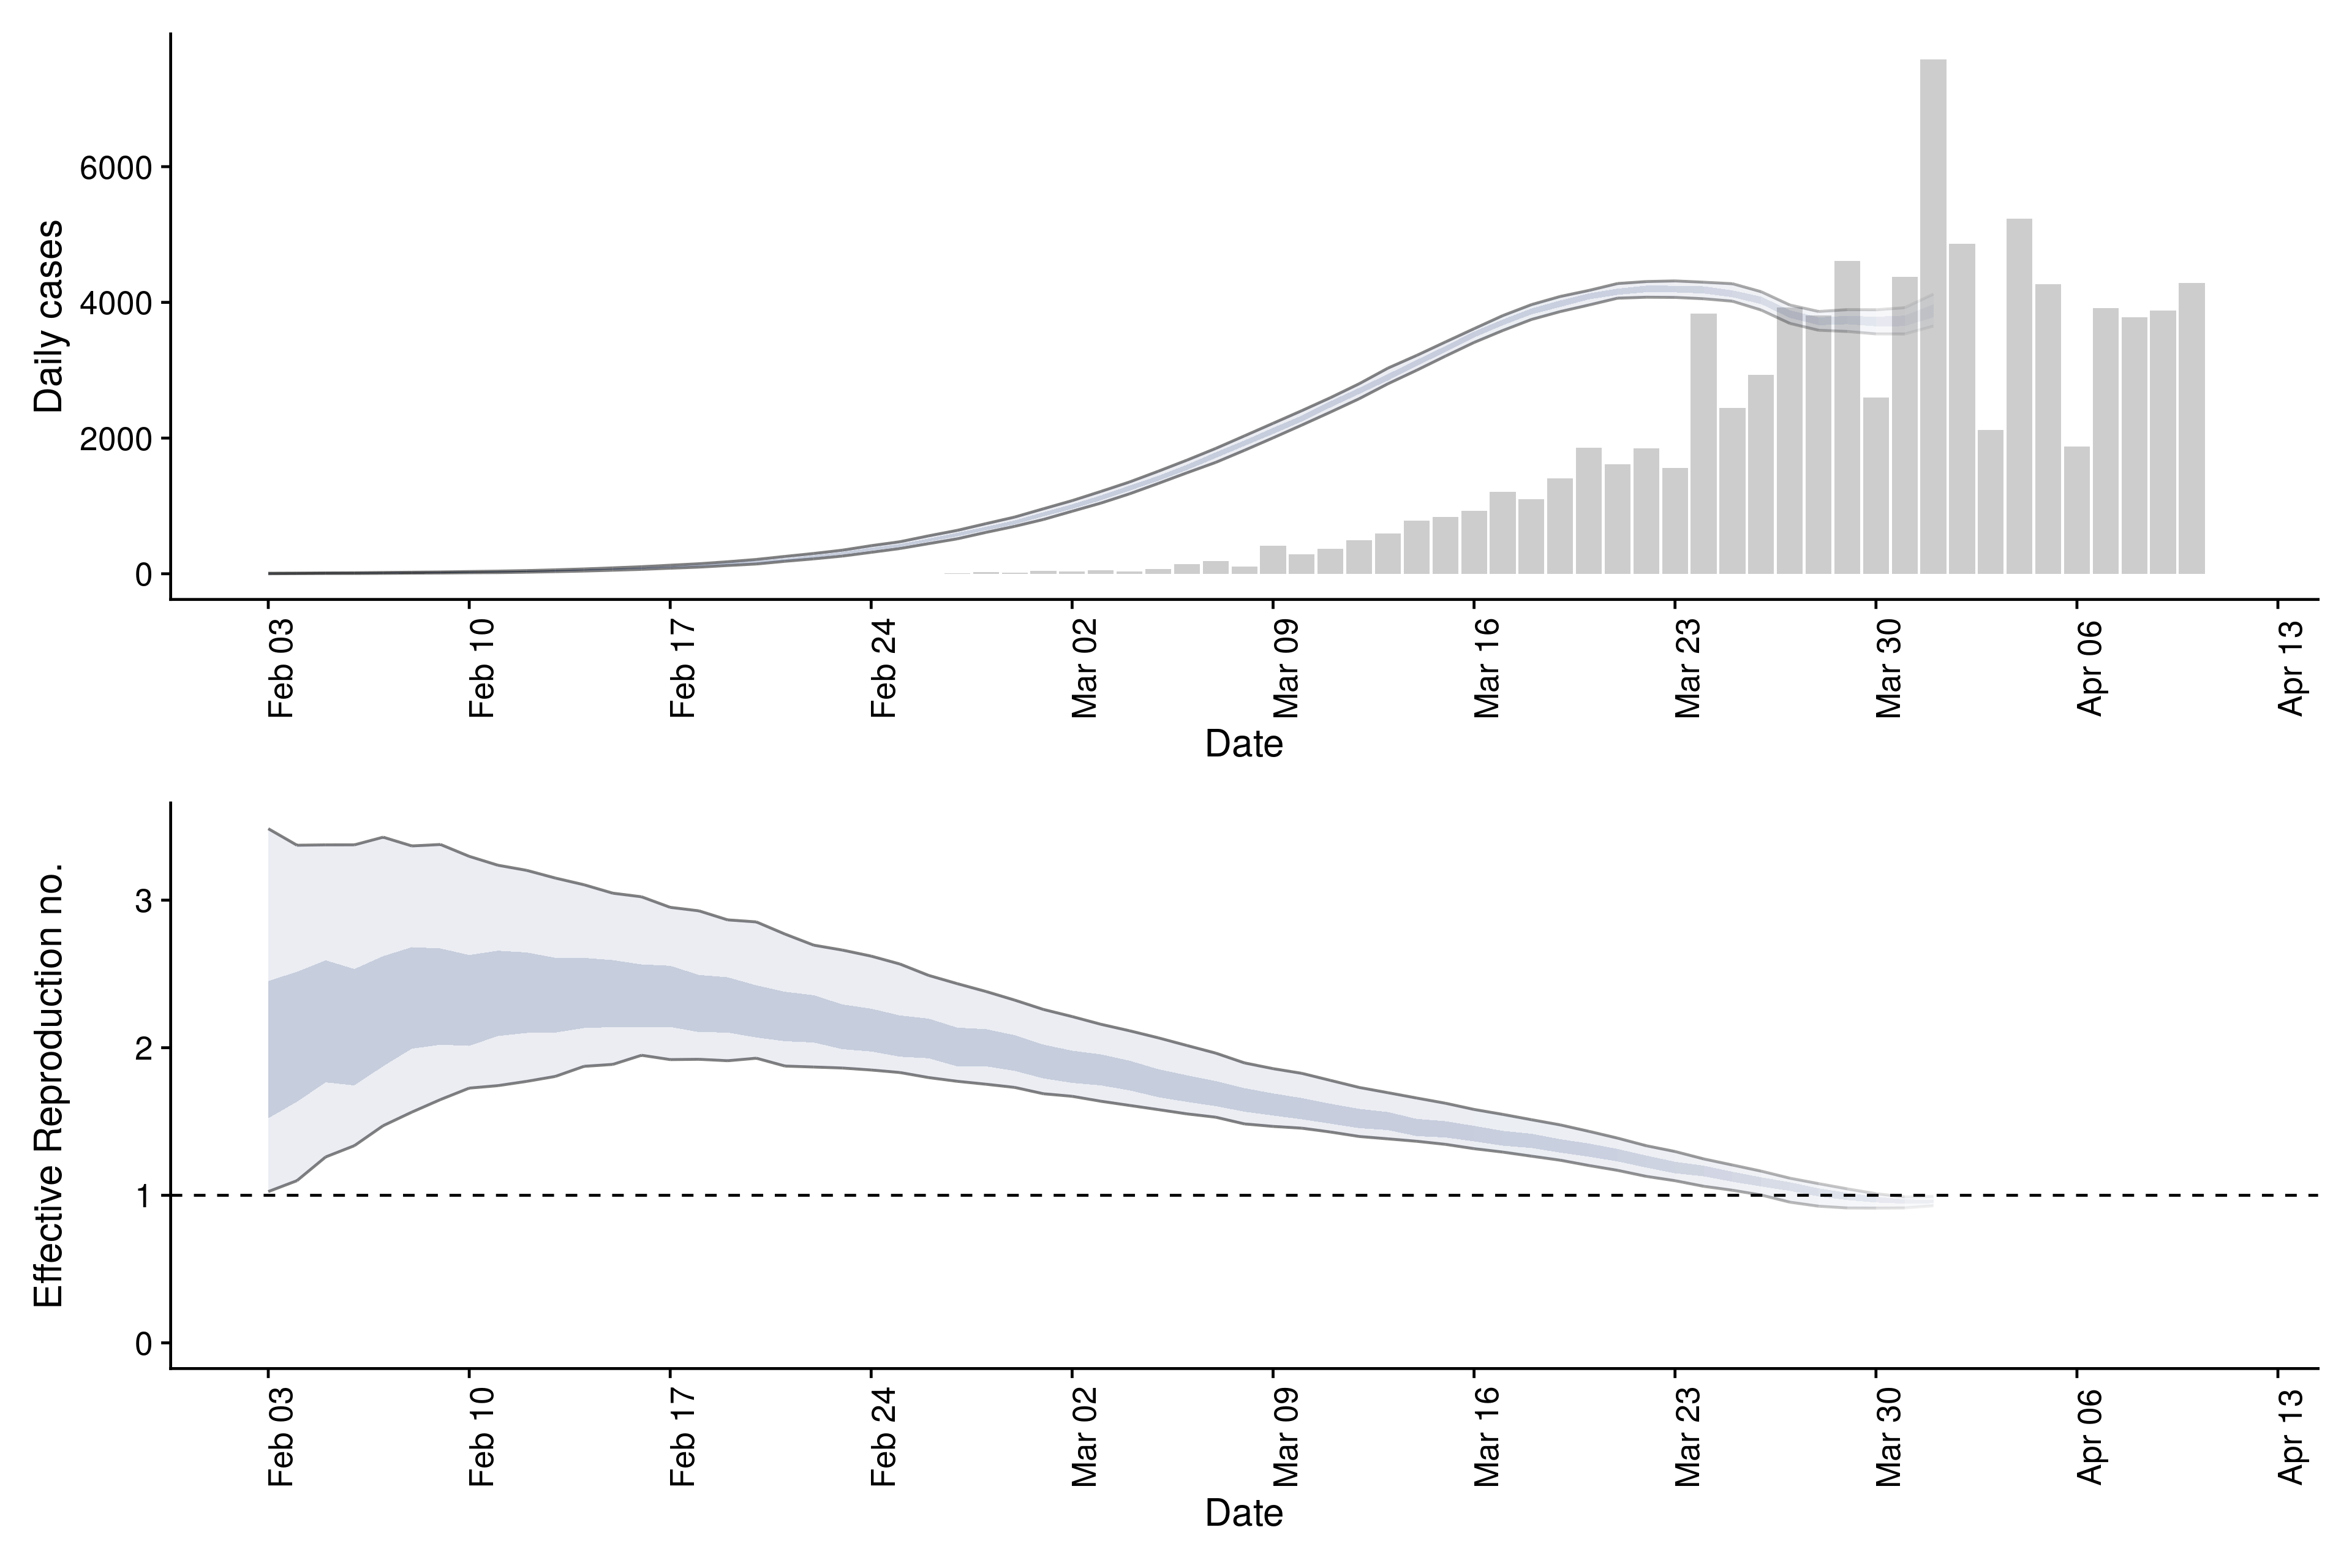 Daily cases
6000
4000
2000
0
Feb 03
Feb 10
Feb 17
Feb 24
Mar 02
Mar 09
Mar 16
Mar 23
Mar 30
Apr 06
Apr 13
Date
Effective Reproduction no.
3
2
1
0
Feb 03
Feb 10
Feb 17
Feb 24
Mar 02
Mar 09
Mar 16
Mar 23
Mar 30
Apr 06
Apr 13
Date